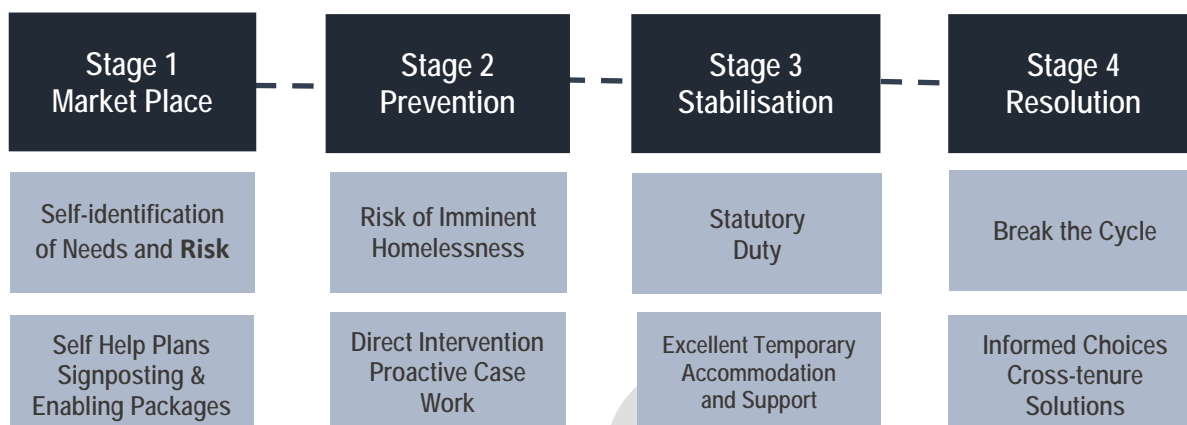 Stage 1
Market Place
Stage 2
Prevention
Stage 3
Stabilisation
Stage 4
Resolution
Self-identification
of Needs and Risk
Risk of Imminent
Homelessness
Statutory
Duty
Break the Cycle
Self Help Plans
Signposting &
Enabling Packages
Direct Intervention
Proactive Case
Work
Excellent Temporary
Accommodation
and Support
Informed Choices
Cross-tenure
Solutions